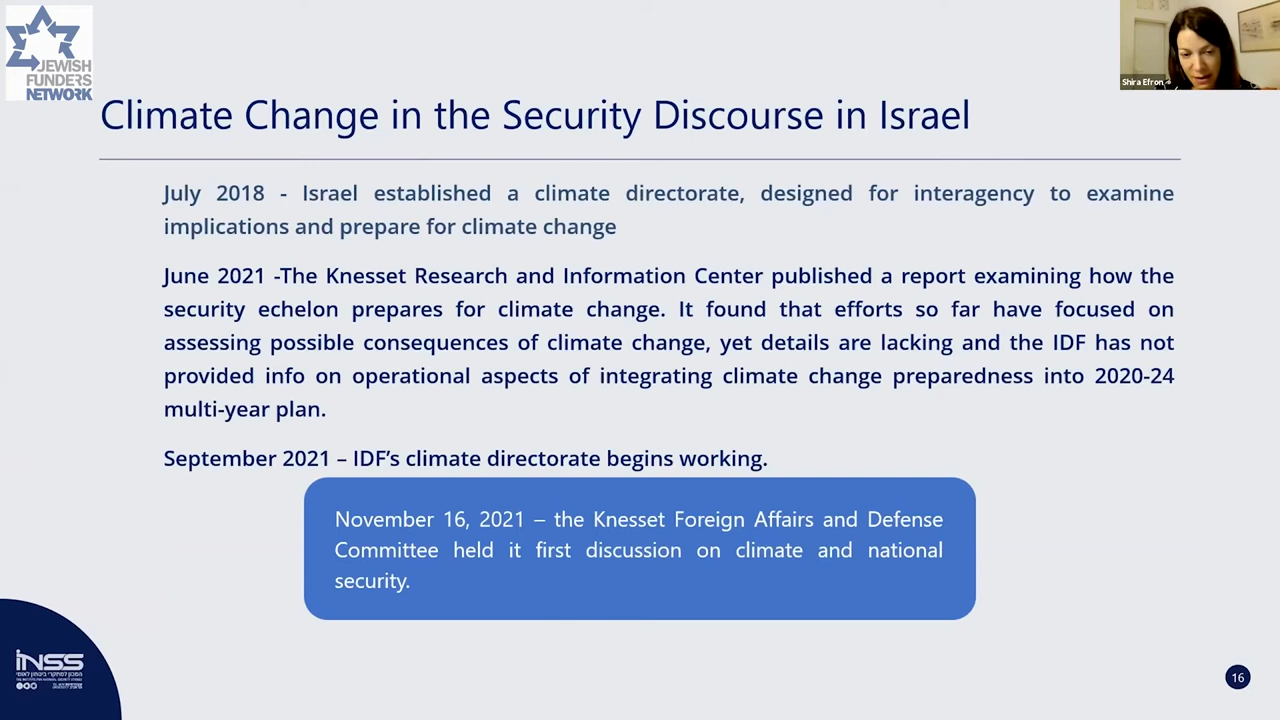 JEWISH
FUNDERS
NETWORK
Shira Efron
Climate Change in the Security Discourse in Israel
July 2018 - Israel established a climate directorate, designed for interagency to examine
implications and prepare for climate change
June 2021 -The Knesset Research and Information Center published a report examining how the
security echelon prepares for climate change. It found that efforts so far have focused on
assessing possible consequences of climate change, yet details are lacking and the IDF has not
provided info on operational aspects of integrating climate change preparedness into 2020-24
multi-year plan.
September 2021 – IDF's climate directorate begins working.
November 16, 2021 – the Knesset Foreign Affairs and Defense
Committee held it first discussion on climate and national
security.
INSS
המכון למחקרי ביטחון לאומי
16